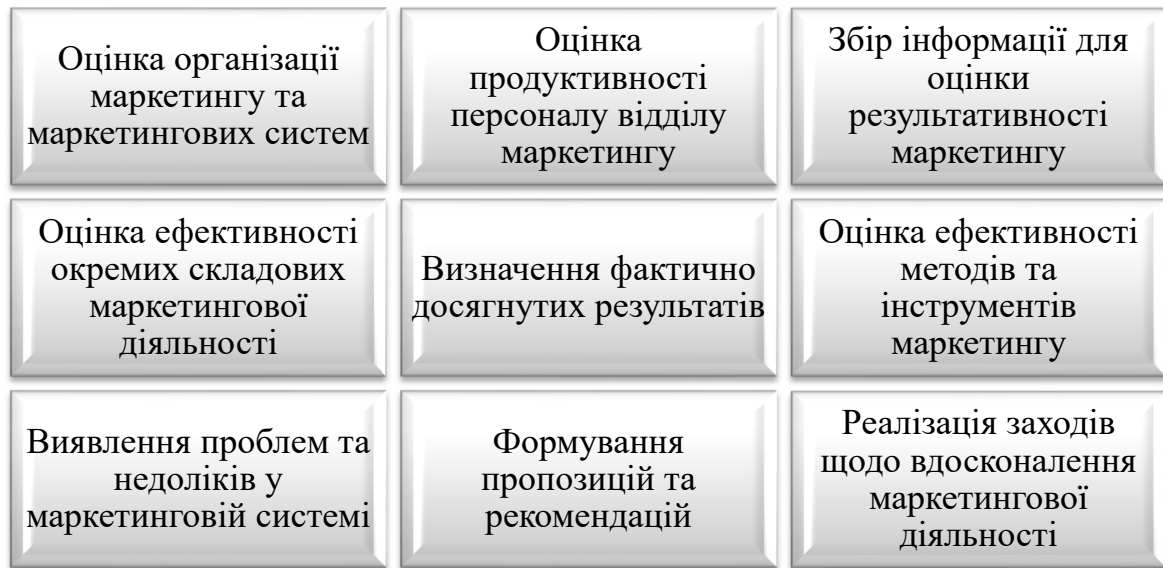 Оцінка організації
маркетингу та
маркетингових систем
Оцінка
продуктивності
персоналу відділу
маркетингу
Збір інформації для
оцінки
результативності
маркетингу
Оцінка ефективності
окремих складових
маркетингової
діяльності
Визначення фактично
досягнутих результатів
Оцінка ефективності
методів та
інструментів
маркетингу
Виявлення проблем та
недоліків у
маркетинговій системі
Формування
пропозицій та
рекомендацій
Реалізація заходів
щодо вдосконалення
маркетингової
діяльності